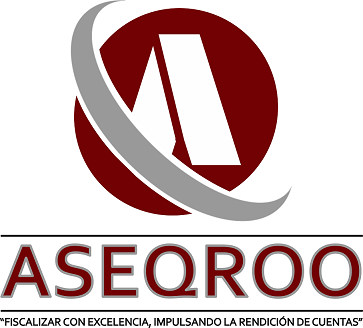 A
ASEQROO
"FISCALIZAR CON EXCELENCIA, IMPULSANDO LA RENDICIÓN DE CUENTAS"